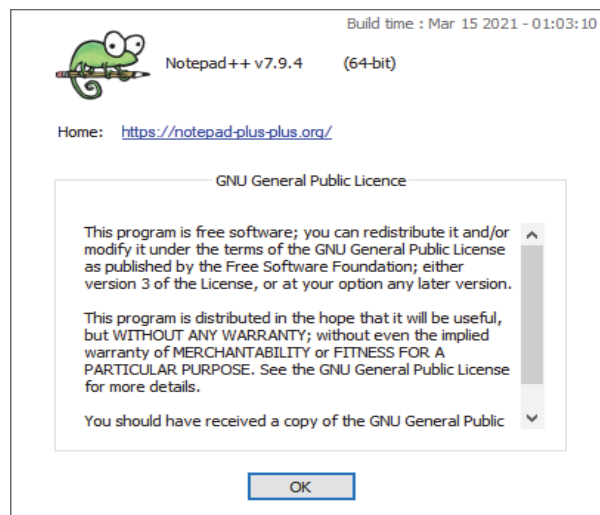 Build time : Mar 15 2021 - 01:03:10
Notepad++ v7.9.4 (64-bit)
Home: https://notepad-plus-plus.org/
GNU General Public Licence
This program is free software; you can redistribute it and/or
modify it under the terms of the GNU General Public License
as published by the Free Software Foundation; either
version 3 of the License, or at your option any later version.
This program is distributed in the hope that it will be useful,
but WITHOUT ANY WARRANTY; without even the implied
warranty of MERCHANTABILITY or FITNESS FOR A
PARTICULAR PURPOSE. See the GNU General Public License
for more details.
You should have received a copy of the GNU General Public
OK